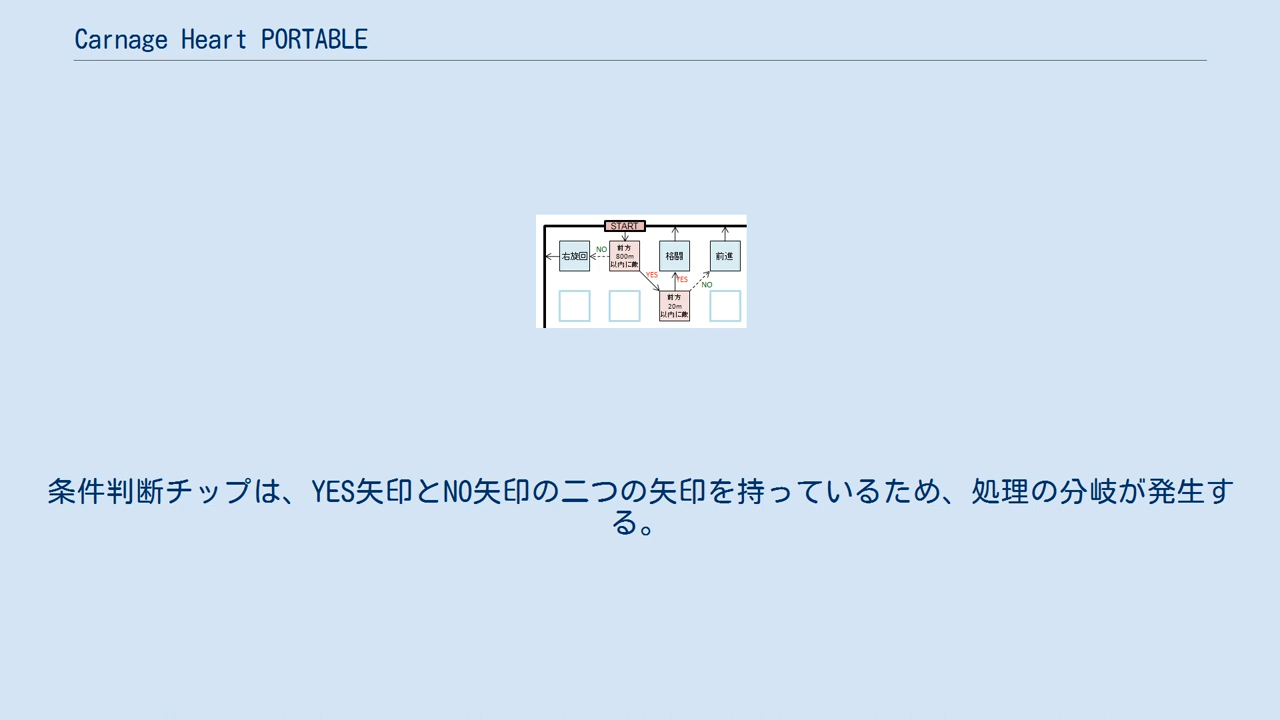 Carnage Heart PORTABLE
START
右旋回
NO
前方
800m
以内に敵
格闘
前進
YES
YES
NO
前方
20m
以内に敵
条件判断チップは、YES矢印とNO矢印の二つの矢印を持っているため、処理の分岐が発生す
る。